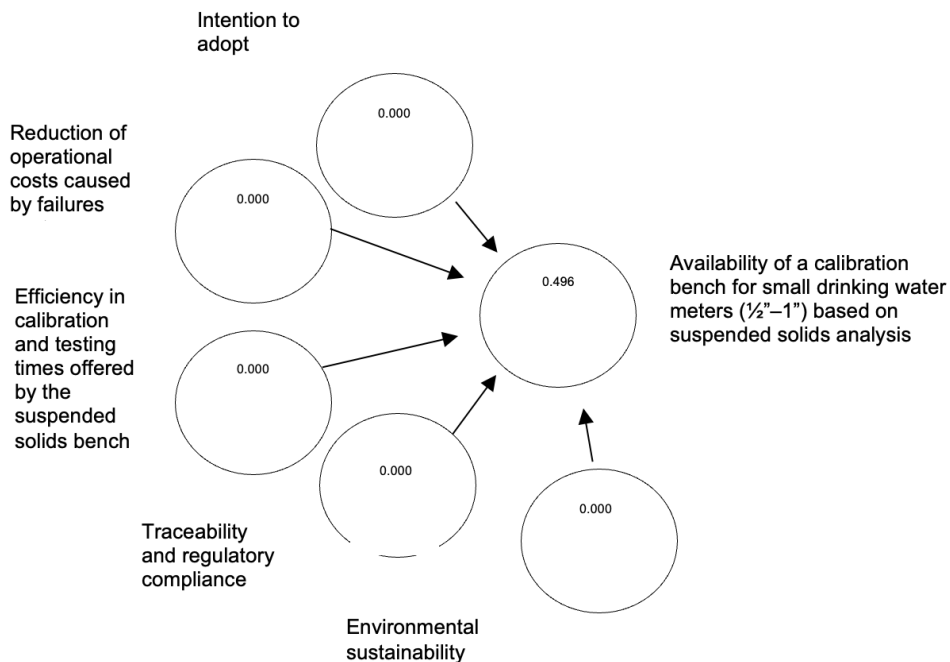 Intention to
adopt
0.000
Reduction of
operational
costs caused
by failures
0.000
Efficiency in
calibration
and testing
times offered
by the
suspended
solids bench
0.000
0.496
Availability of a calibration
bench for small drinking water
meters (½”–1”) based on
suspended solids analysis
Traceability
and regulatory
compliance
0.000
Environmental
sustainability
0.000